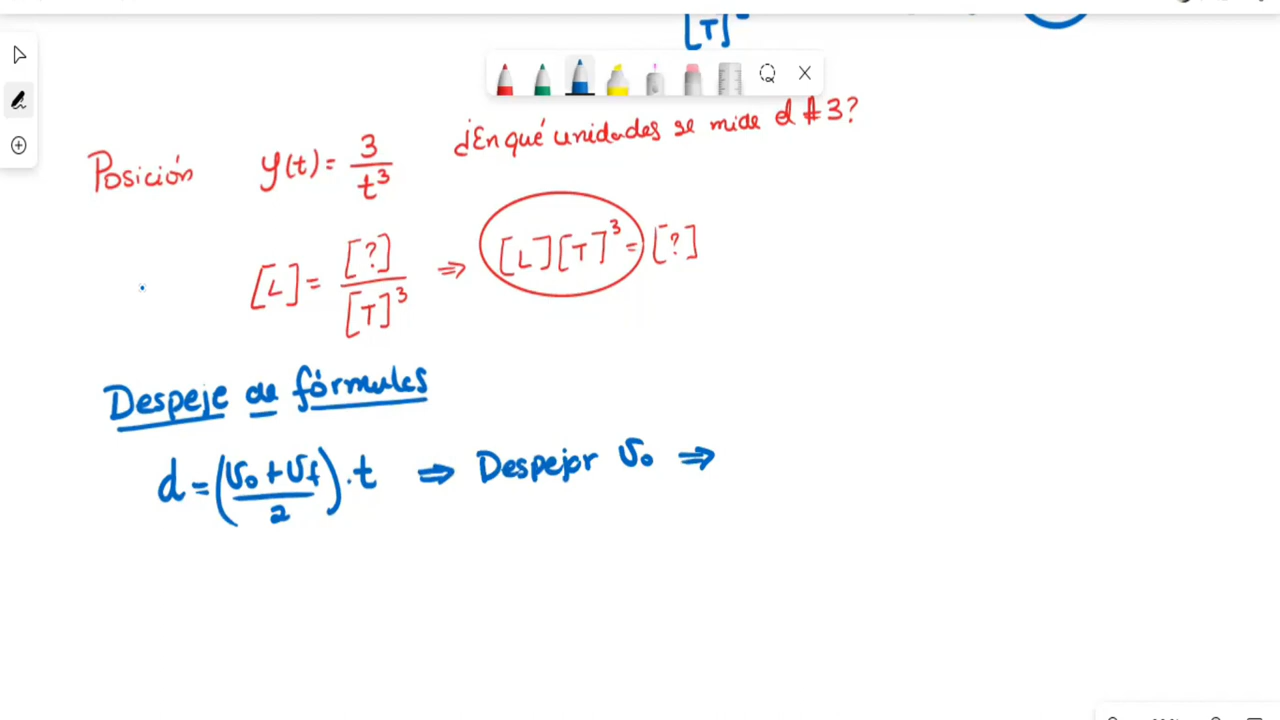 [T]
¿En qué unidades se mide el #3?
Posición y(t) = 3/t³
[L] = [?]/[T]³ ⇒ [L][T]³ = [?]
Despeje de fórmulas
d = (v₀ + v_f / 2) · t ⇒ Despejar v₀ ⇒